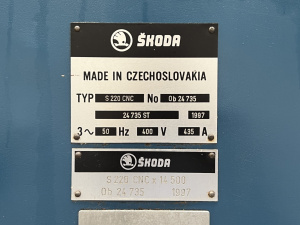 ŠKODA
MADE IN CZECHOSLOVAKIA
TYP S 220 CNC No Ob 24 735
24 735 ST 1997
3~ 50 Hz 400 V 435 A
ŠKODA
S 220 CNC x 14 500
Ob 24 735 1997